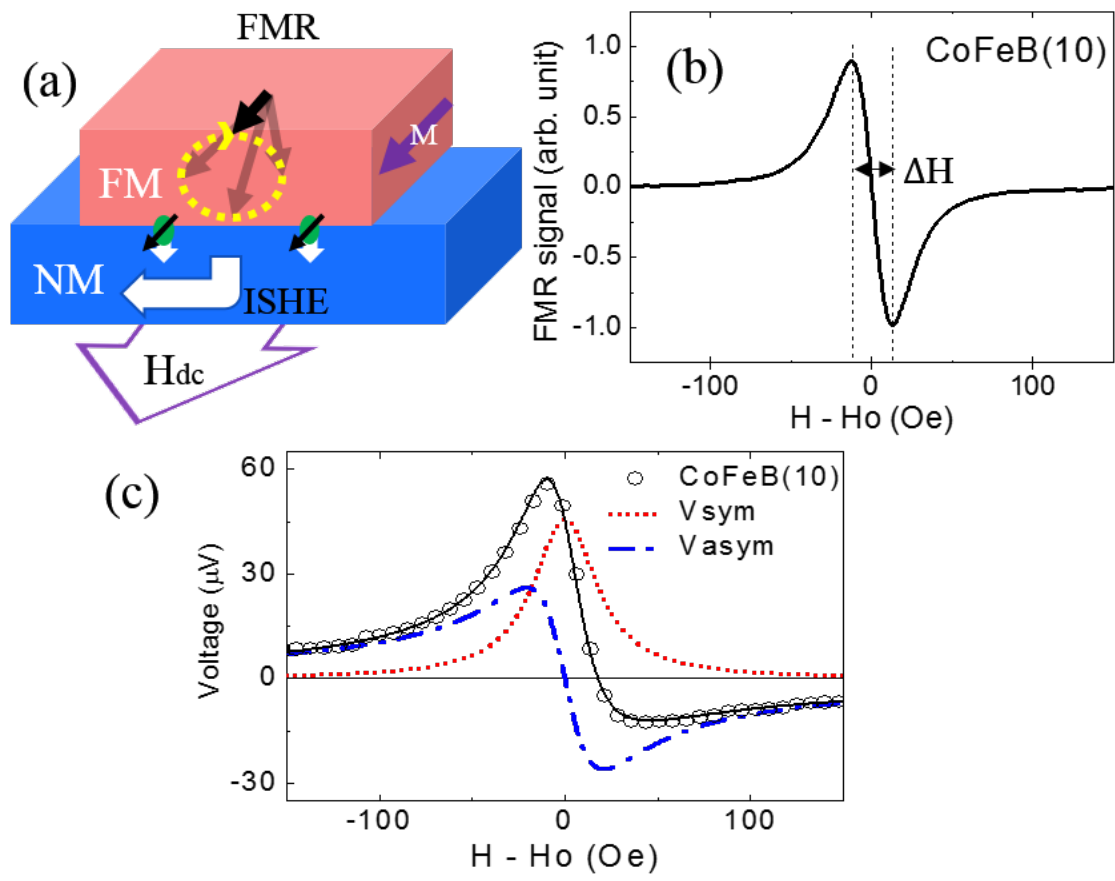 (a)
FMR
M
FM
NM
ISHE
Hdc
(b)
CoFeB(10)
ΔH
FMR signal (arb. unit)
1.0
0.5
0.0
-0.5
-1.0
-100
0
100
H - Ho (Oe)
(c)
CoFeB(10)
Vsym
Vasym
Voltage (μV)
60
30
0
-30
-100
0
100
H - Ho (Oe)